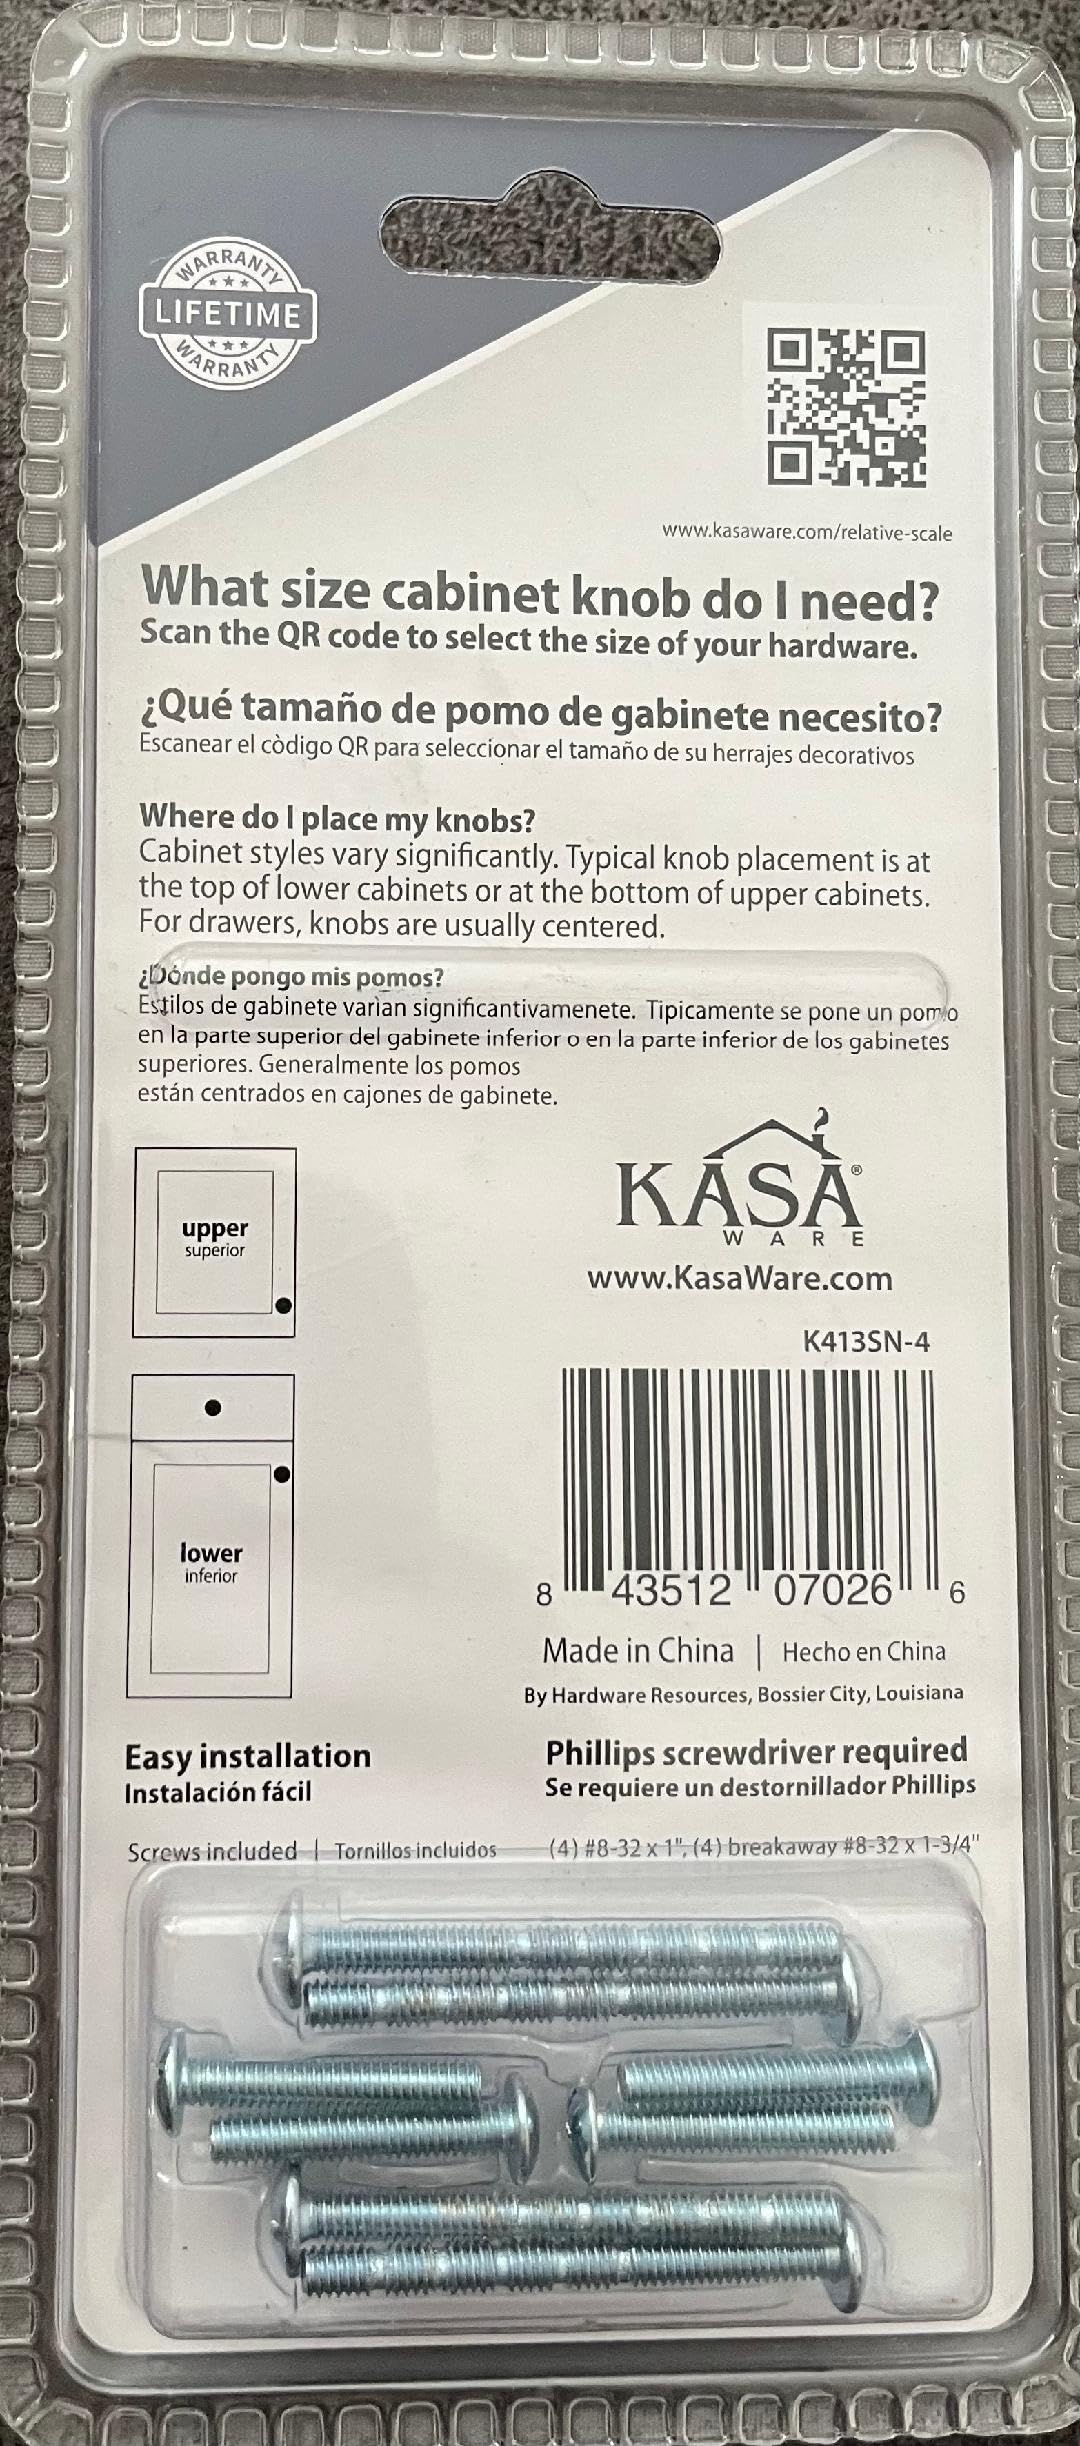 WARRANTY
LIFETIME
WARRANTY
www.kasaware.com/relative-scale
What size cabinet knob do I need?
Scan the QR code to select the size of your hardware.
¿Qué tamaño de pomo de gabinete necesito?
Escanear el còdigo QR para seleccionar el tamaño de su herrajes decorativos
Where do I place my knobs?
Cabinet styles vary significantly. Typical knob placement is at
the top of lower cabinets or at the bottom of upper cabinets.
For drawers, knobs are usually centered.
¿Dónde pongo mis pomos?
Estilos de gabinete varìan significantivamenete. Tipicamente se pone un pomo
en la parte superior del gabinete inferior o en la parte inferior de los gabinetes
superiores. Generalmente los pomos
están centrados en cajones de gabinete.
upper
superior
KASA®
WARE
www.KasaWare.com
K413SN-4
lower
inferior
8 43512 07026 6
Made in China | Hecho en China
By Hardware Resources, Bossier City, Louisiana
Easy installation
Instalación fácil
Phillips screwdriver required
Se requiere un destornillador Phillips
Screws included | Tornillos incluidos (4) #8-32 x 1", (4) breakaway #8-32 x 1-3/4"